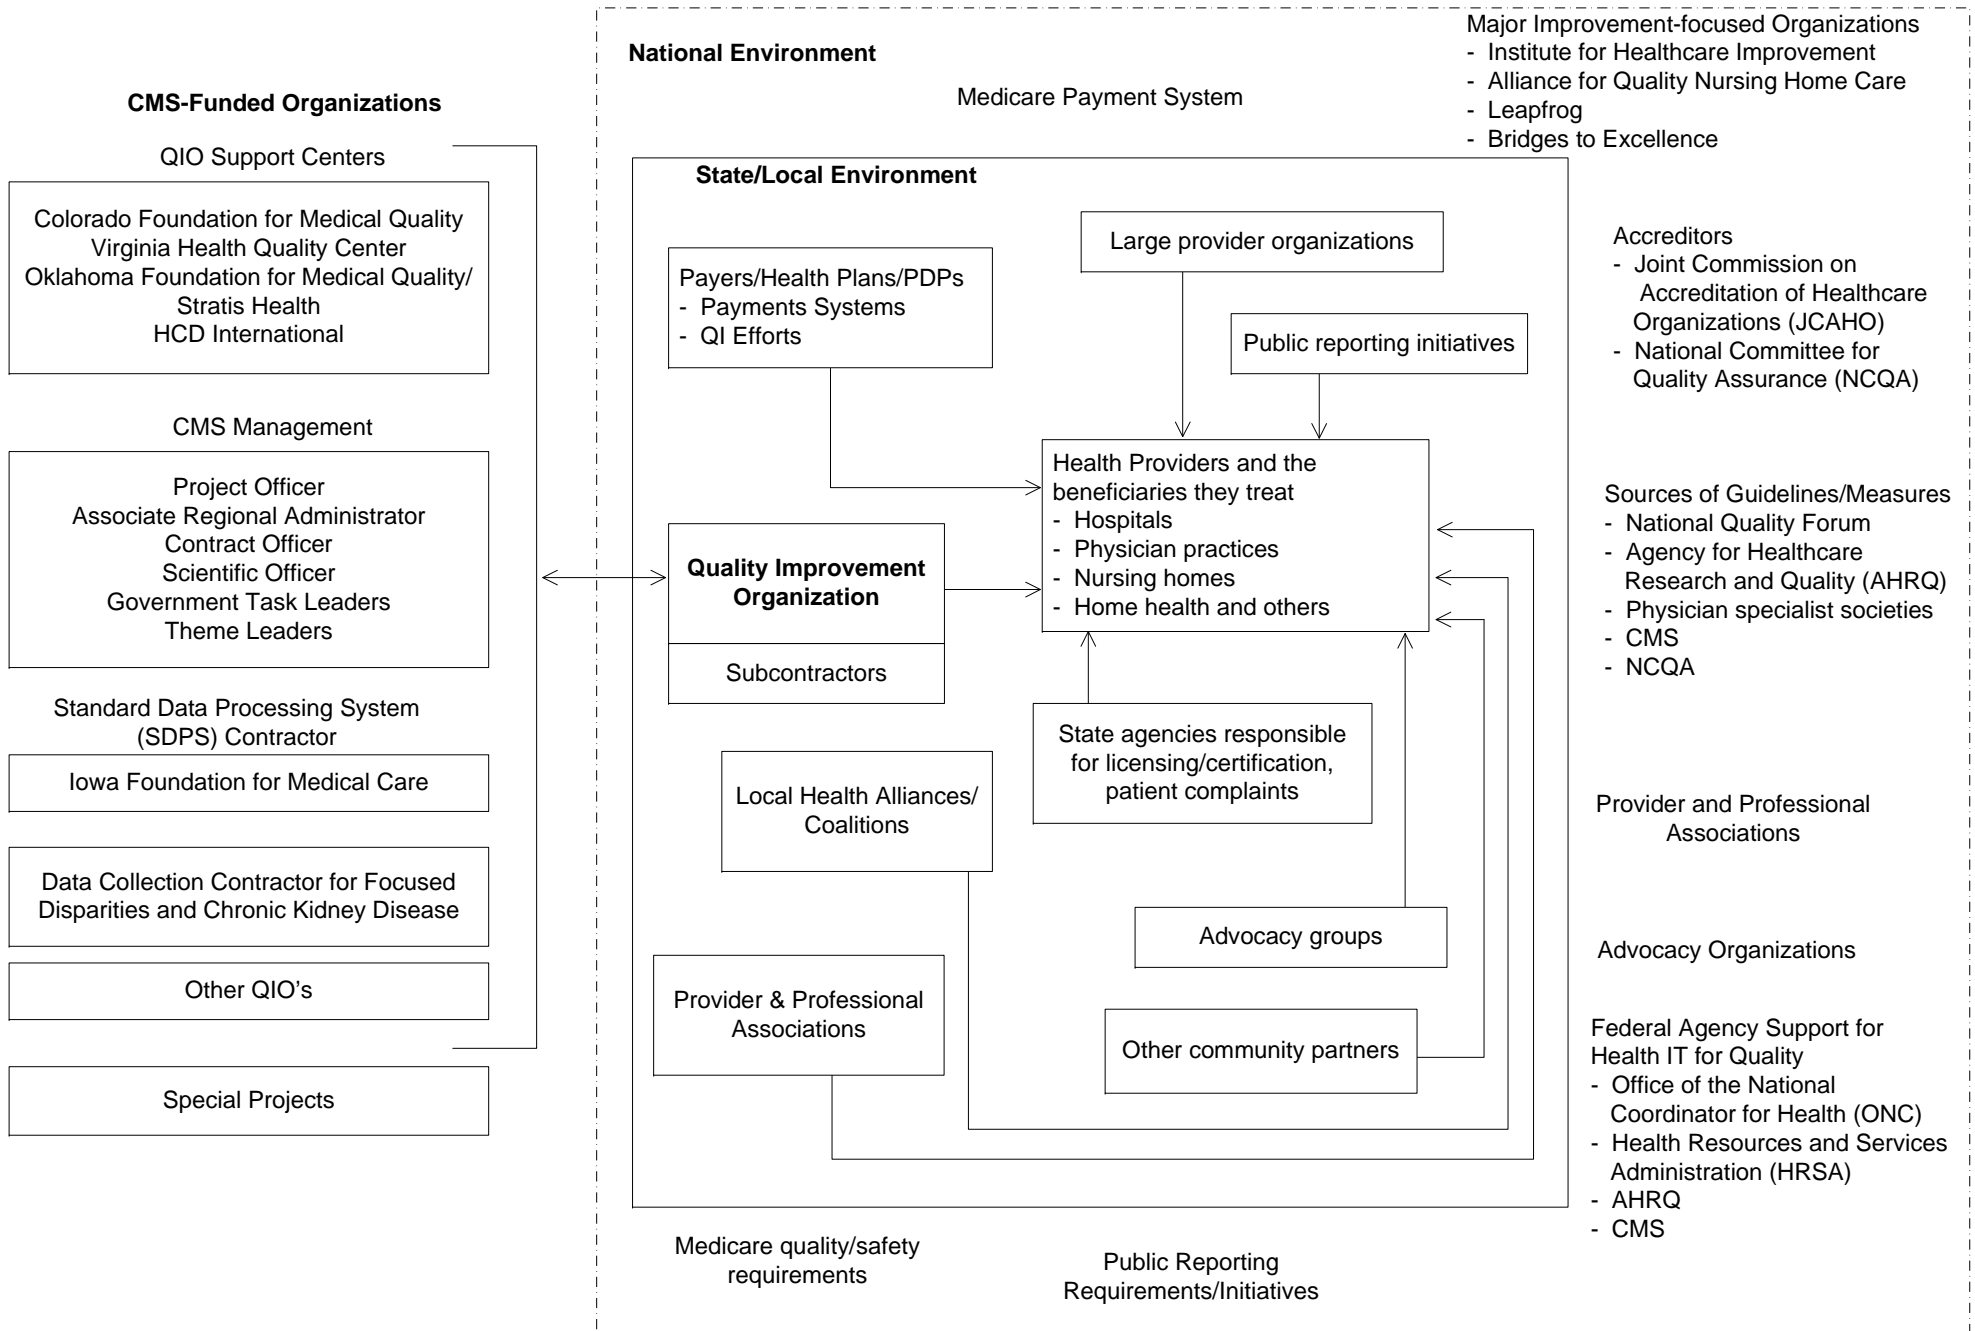 CMS-Funded Organizations
QIO Support Centers
Colorado Foundation for Medical Quality
Virginia Health Quality Center
Oklahoma Foundation for Medical Quality/
Stratis Health
HCD International
CMS Management
Project Officer
Associate Regional Administrator
Contract Officer
Scientific Officer
Government Task Leaders
Theme Leaders
Standard Data Processing System
(SDPS) Contractor
Iowa Foundation for Medical Care
Data Collection Contractor for Focused
Disparities and Chronic Kidney Disease
Other QIO's
Special Projects
National Environment
Medicare Payment System
State/Local Environment
Payers/Health Plans/PDPs
- Payments Systems
- QI Efforts
Large provider organizations
Public reporting initiatives
Health Providers and the
beneficiaries they treat
- Hospitals
- Physician practices
- Nursing homes
- Home health and others
Quality Improvement
Organization
Subcontractors
State agencies responsible
for licensing/certification,
patient complaints
Local Health Alliances/
Coalitions
Advocacy groups
Provider & Professional
Associations
Other community partners
Medicare quality/safety
requirements
Public Reporting
Requirements/Initiatives
Major Improvement-focused Organizations
- Institute for Healthcare Improvement
- Alliance for Quality Nursing Home Care
- Leapfrog
- Bridges to Excellence
Accreditors
- Joint Commission on
Accreditation of Healthcare
Organizations (JCAHO)
- National Committee for
Quality Assurance (NCQA)
Sources of Guidelines/Measures
- National Quality Forum
- Agency for Healthcare
Research and Quality (AHRQ)
- Physician specialist societies
- CMS
- NCQA
Provider and Professional
Associations
Advocacy Organizations
Federal Agency Support for
Health IT for Quality
- Office of the National
Coordinator for Health (ONC)
- Health Resources and Services
Administration (HRSA)
- AHRQ
- CMS